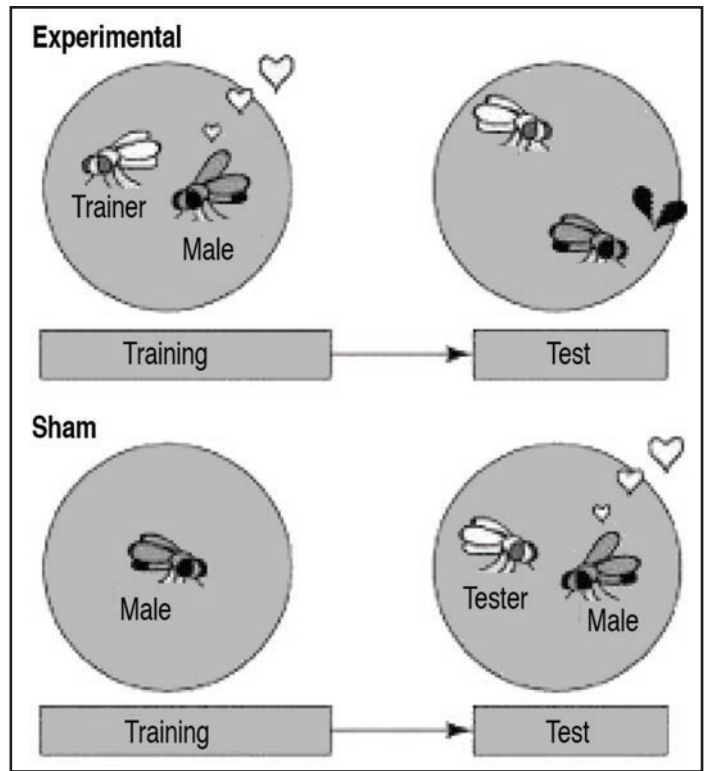 Experimental
Trainer
Male
Training
Test
Sham
Male
Tester
Male
Training
Test